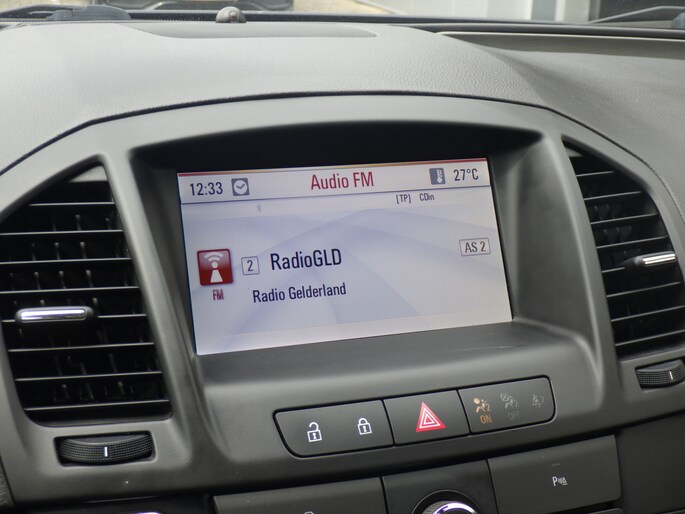 12:33 Audio FM 27°C
[TP] CDin
2 RadioGLD AS 2
FM Radio Gelderland
ON